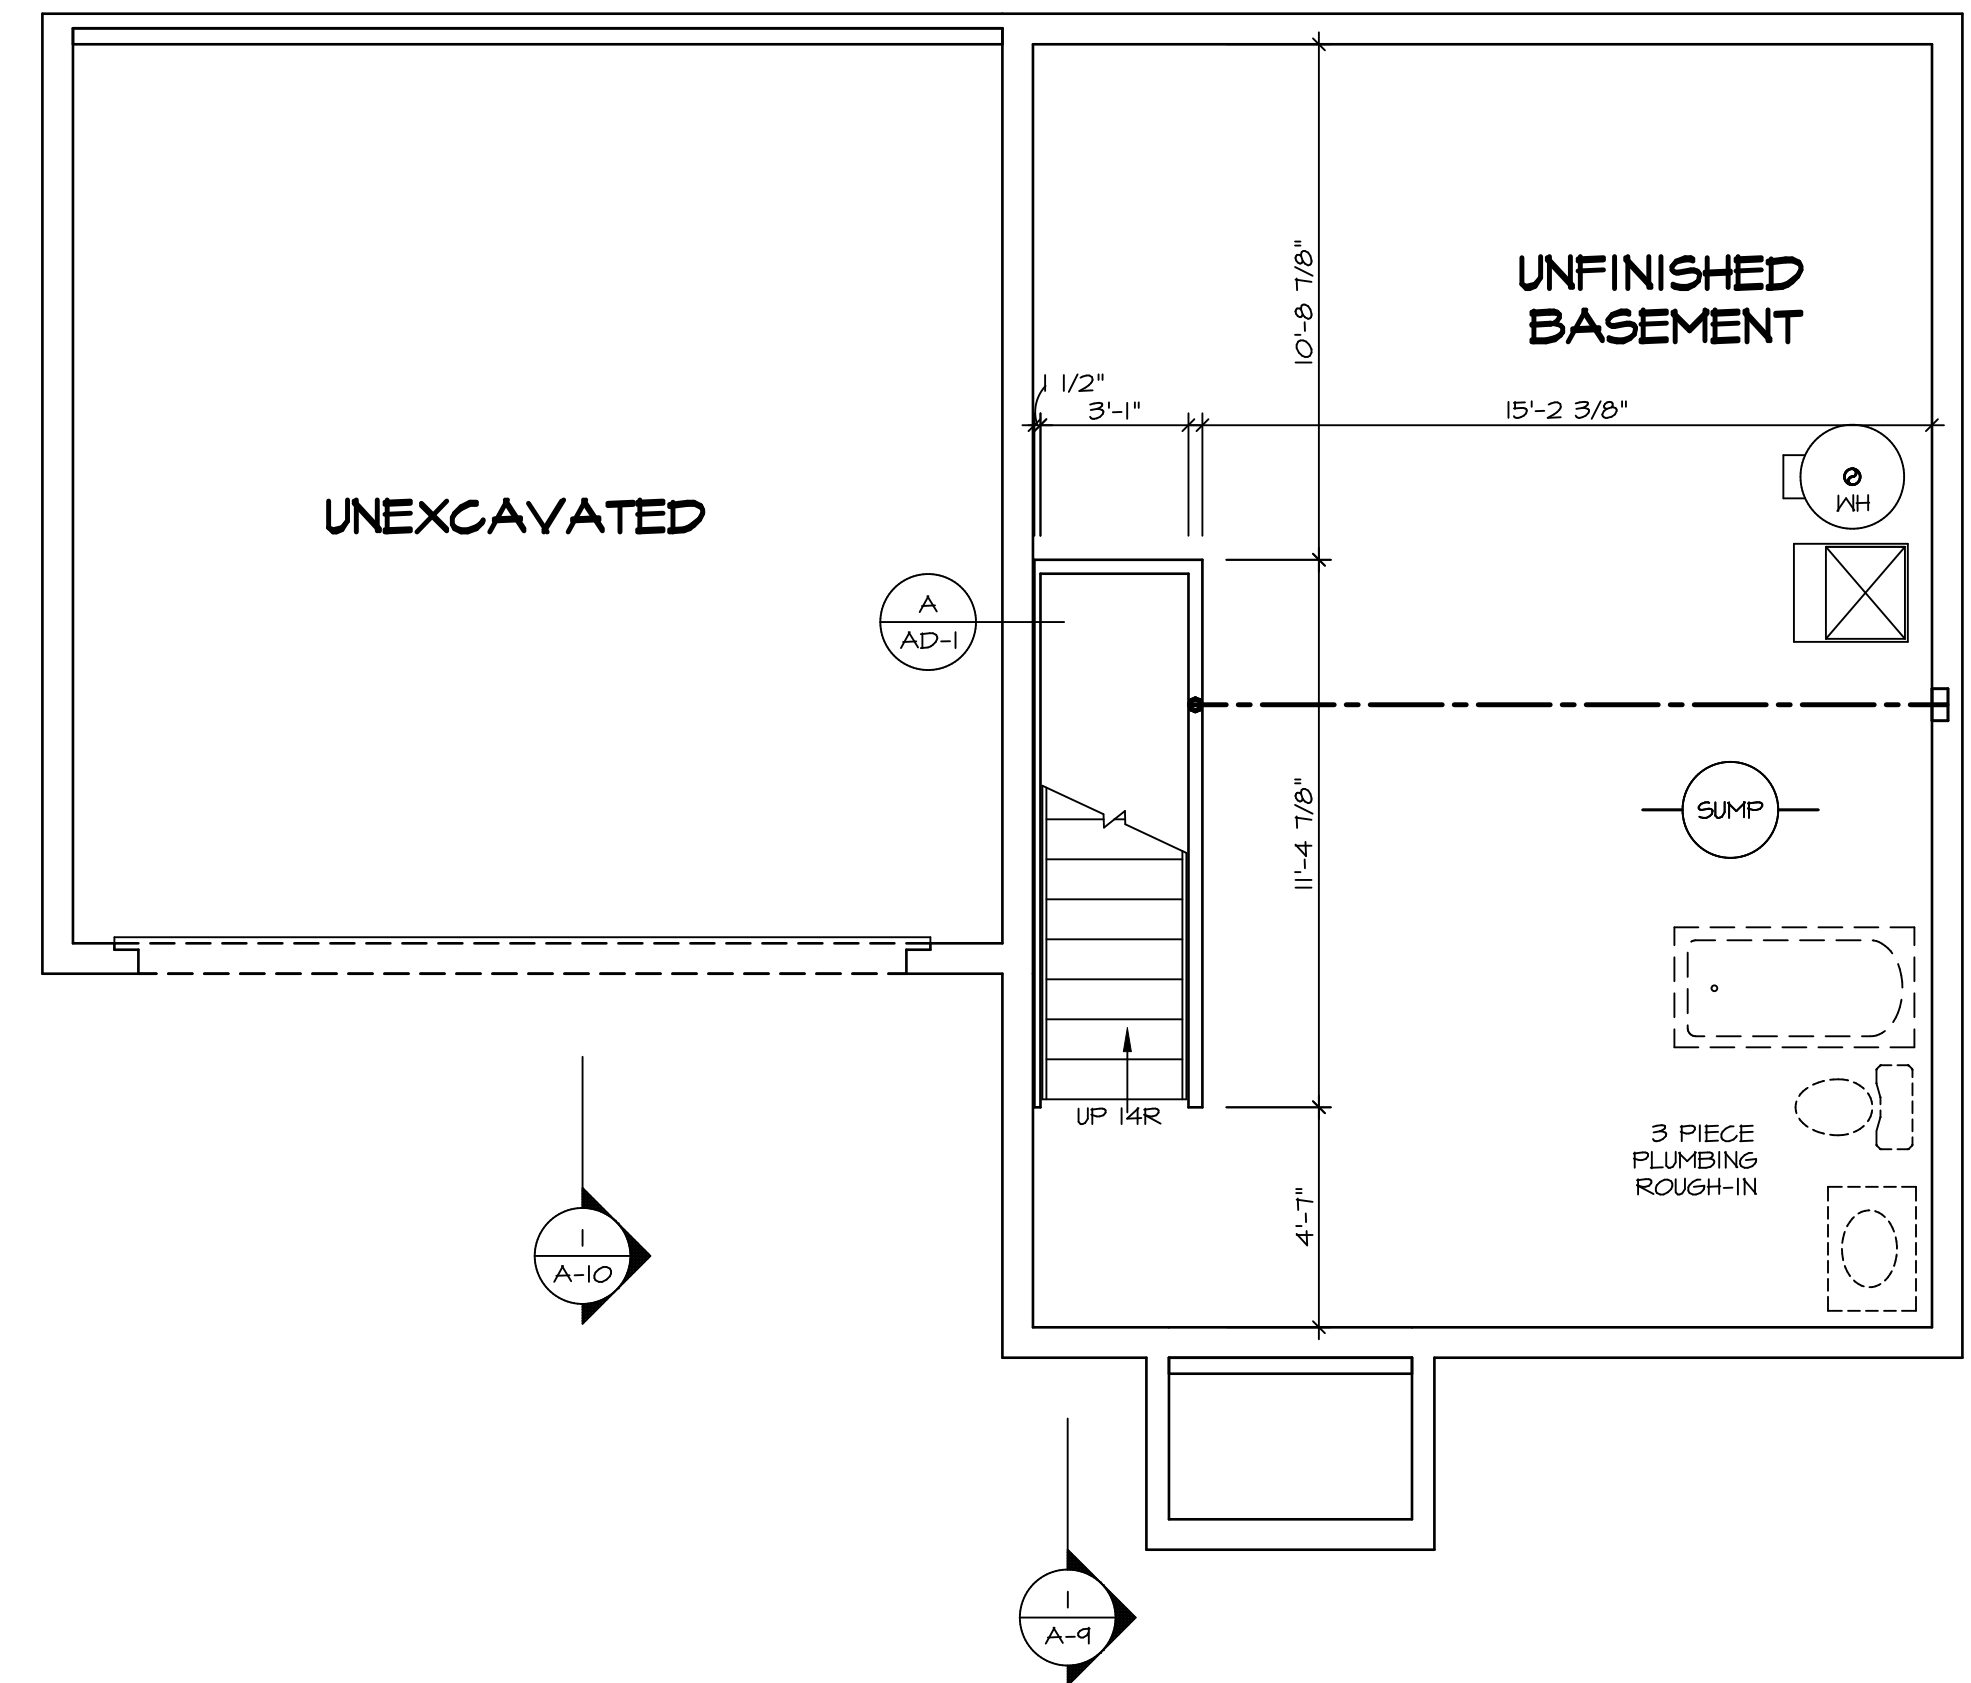 10'-8 7/8"
UNFINISHED
BASEMENT
1 1/2"
3'-1"
15'-2 3/8"
WH
UNEXCAVATED
A
AD-1
SUMP
11'-4 7/8"
UP 14R
3 PIECE
PLUMBING
ROUGH-IN
4'-7"
1
A-10
1
A-9